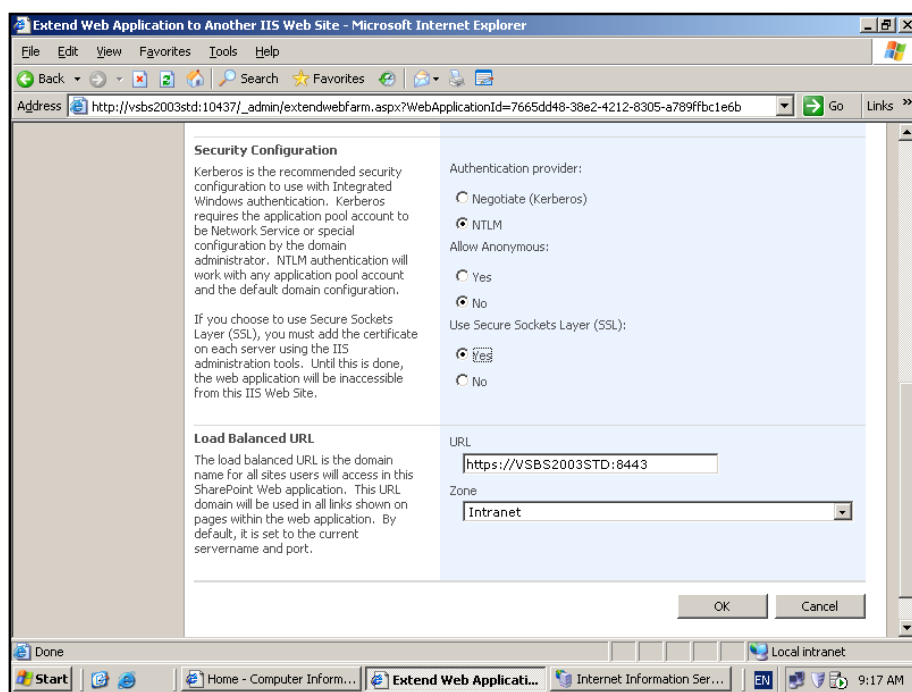 Extend Web Application to Another IIS Web Site - Microsoft Internet Explorer
File Edit View Favorites Tools Help
Back Search Favorites
Address http://vsbs2003std:10437/_admin/extendwebfarm.aspx?WebApplicationId=7665dd48-38e2-4212-8305-a789ffbc1e6b Go Links »
Security Configuration
Kerberos is the recommended security
configuration to use with Integrated
Windows authentication. Kerberos
requires the application pool account to
be Network Service or special
configuration by the domain
administrator. NTLM authentication will
work with any application pool account
and the default domain configuration.
If you choose to use Secure Sockets
Layer (SSL), you must add the certificate
on each server using the IIS
administration tools. Until this is done,
the web application will be inaccessible
from this IIS Web Site.
Authentication provider:
Negotiate (Kerberos)
NTLM
Allow Anonymous:
Yes
No
Use Secure Sockets Layer (SSL):
Yes
No
Load Balanced URL
The load balanced URL is the domain
name for all sites users will access in this
SharePoint Web application. This URL
domain will be used in all links shown on
pages within the web application. By
default, it is set to the current
servername and port.
URL
https://VSBS2003STD:8443
Zone
Intranet
OK Cancel
Done Local intranet
Start Home - Computer Inform... Extend Web Applicati... Internet Information Ser... EN 9:17 AM